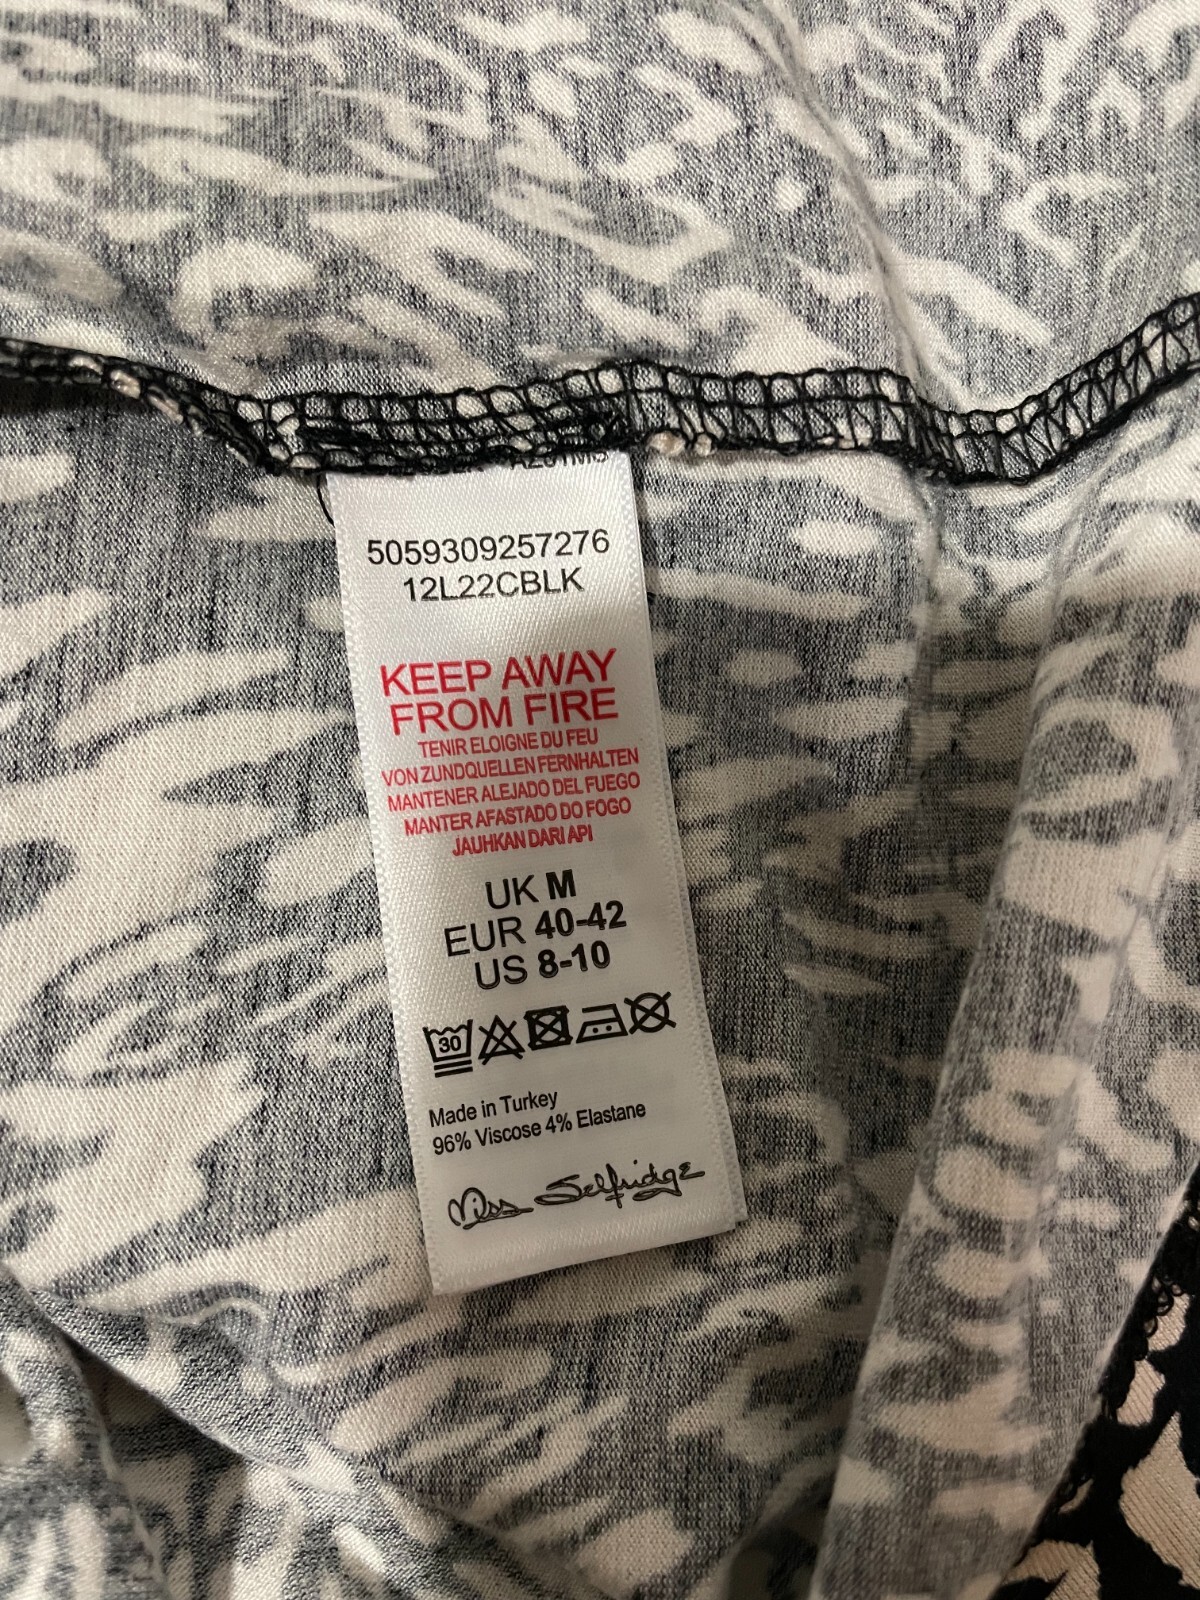 5059309257276
12L22CBLK
KEEP AWAY
FROM FIRE
TENIR ELOIGNE DU FEU
VON ZUNDQUELLEN FERNHALTEN
MANTENER ALEJADO DEL FUEGO
MANTER AFASTADO DO FOGO
JAUHKAN DARI API
UK M
EUR 40-42
US 8-10
30
Made in Turkey
96% Viscose 4% Elastane
Miss Selfridge